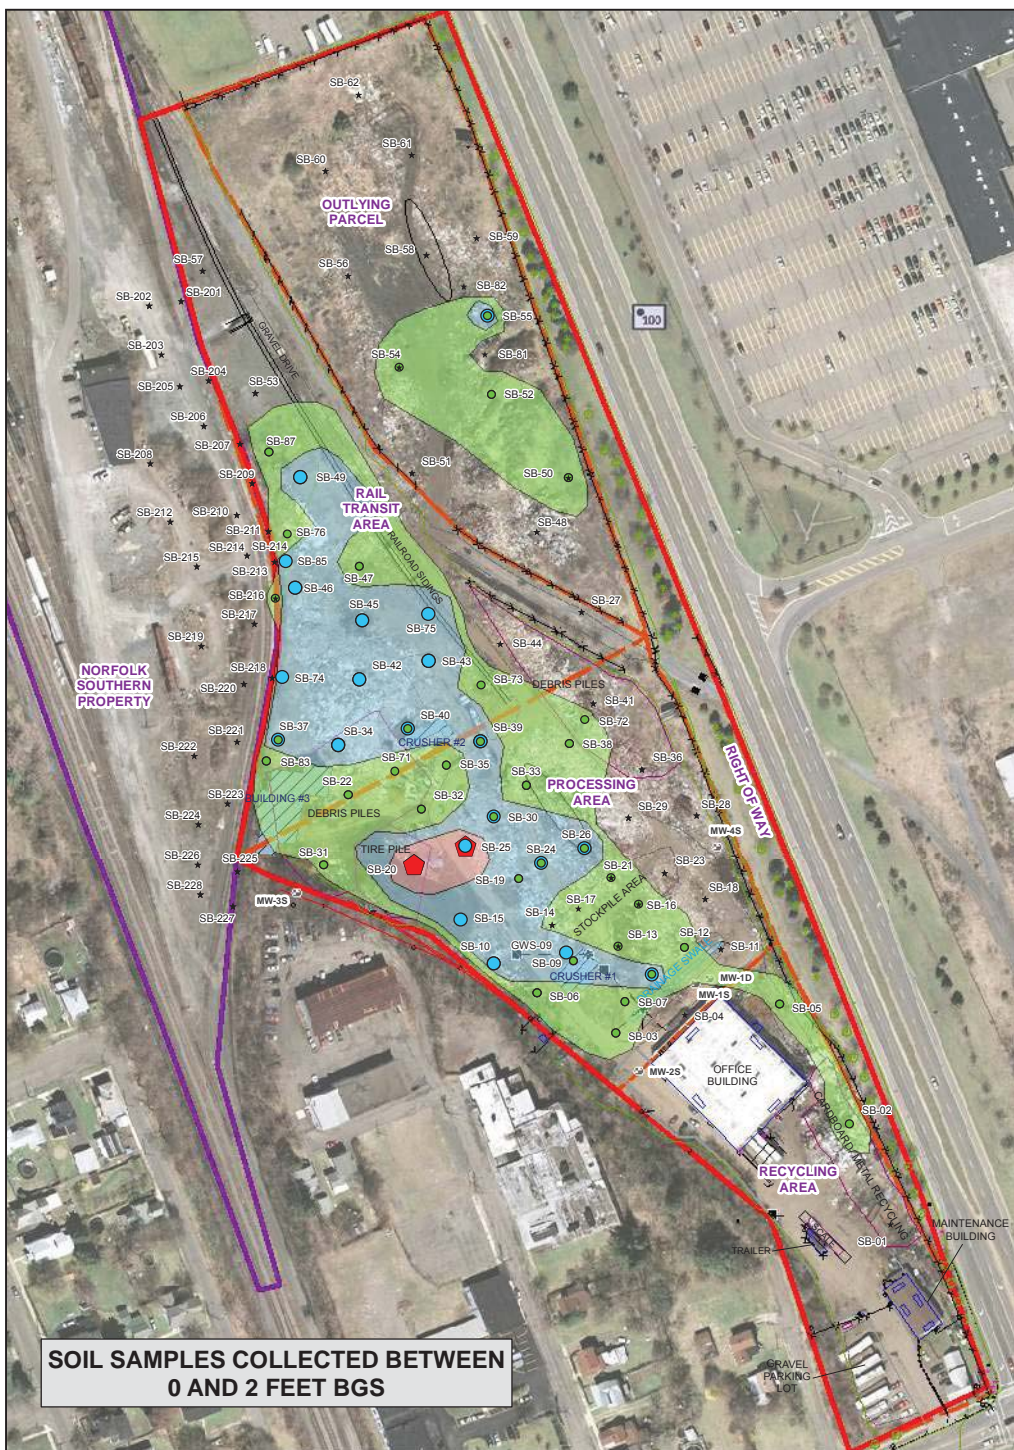 SB-62
SB-61
SB-60
OUTLYING
PARCEL
SB-59
SB-58
SB-56
SB-57
SB-82
SB-201
SB-202
SB-55
100
GRAVEL DRIVE
SB-203
SB-81
SB-54
SB-204
SB-205
SB-53
SB-52
SB-206
SB-207
SB-87
SB-208
SB-51
SB-209
SB-49
SB-50
RAIL
TRANSIT
AREA
SB-210
SB-212
SB-211
SB-76
SB-48
RAILROAD SIDINGS
SB-214
SB-214
SB-215
SB-213
SB-85
SB-47
SB-46
SB-216
SB-45
SB-75
SB-27
SB-217
SB-44
SB-219
SB-43
SB-42
NORFOLK
SOUTHERN
PROPERTY
SB-218
SB-74
SB-220
SB-73
DEBRIS PILES
SB-41
SB-72
SB-37
SB-40
SB-39
SB-34
CRUSHER #2
SB-38
SB-221
SB-222
RIGHT OF WAY
SB-83
SB-71
SB-35
SB-36
SB-33
PROCESSING
AREA
SB-22
BUILDING #3
SB-223
SB-32
DEBRIS PILES
SB-30
SB-29
SB-28
SB-224
MW-4S
SB-26
TIRE PILE
SB-25
SB-24
SB-31
SB-20
SB-21
SB-23
SB-226
SB-225
SB-19
SB-228
MW-3S
SB-18
STOCKPILE AREA
SB-17
SB-16
SB-227
SB-15
SB-14
SB-10
GWS-09
SB-13
SB-12
SB-11
SB-09
CRUSHER #1
MW-1D
MW-1S
SB-06
SB-07
SB-05
SB-04
SB-03
MW-2S
OFFICE
BUILDING
SB-02
CARDBOARD/METAL RECYCLING
RECYCLING
AREA
SCALE
SB-01
TRAILER
MAINTENANCE
BUILDING
GRAVEL
PARKING
LOT
SOIL SAMPLES COLLECTED BETWEEN
0 AND 2 FEET BGS